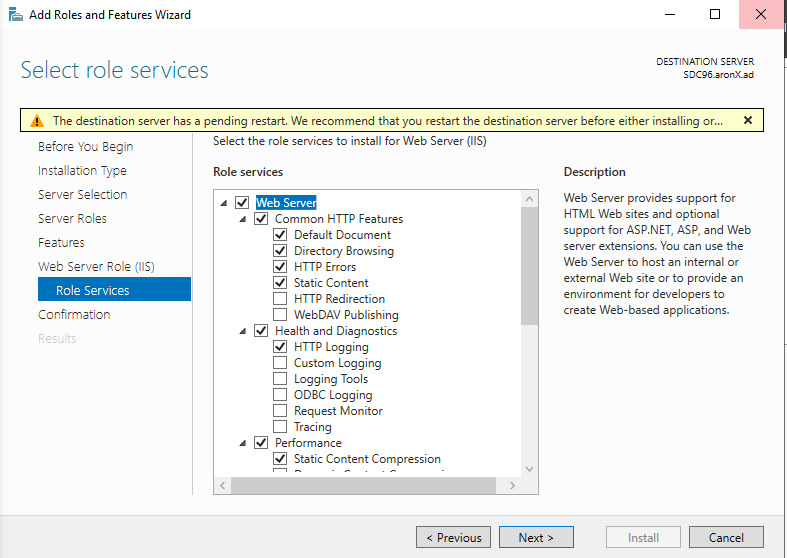 Add Roles and Features Wizard
Select role services
DESTINATION SERVER
SDC96.aronX.ad
The destination server has a pending restart. We recommend that you restart the destination server before either installing or...
Before You Begin
Installation Type
Server Selection
Server Roles
Features
Web Server Role (IIS)
Role Services
Confirmation
Results
Select the role services to install for Web Server (IIS)
Role services
Web Server
Common HTTP Features
Default Document
Directory Browsing
HTTP Errors
Static Content
HTTP Redirection
WebDAV Publishing
Health and Diagnostics
HTTP Logging
Custom Logging
Logging Tools
ODBC Logging
Request Monitor
Tracing
Performance
Static Content Compression
Description
Web Server provides support for
HTML Web sites and optional
support for ASP.NET, ASP, and Web
server extensions. You can use the
Web Server to host an internal or
external Web site or to provide an
environment for developers to
create Web-based applications.
< Previous
Next >
Install
Cancel